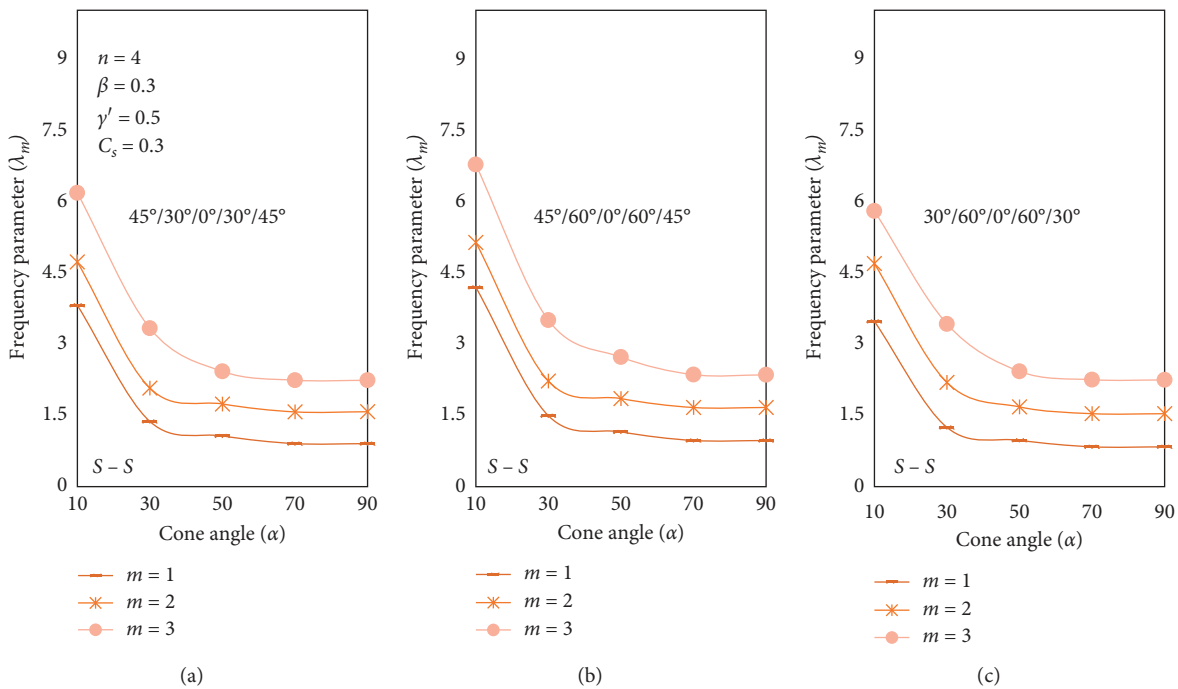 Frequency parameter (λm)
9
7.5
6
4.5
3
1.5
0
n = 4
β = 0.3
γ′ = 0.5
Cs = 0.3
45°/30°/0°/30°/45°
S – S
10 30 50 70 90
Cone angle (α)
m = 1
m = 2
m = 3
(a)
Frequency parameter (λm)
9
7.5
6
4.5
3
1.5
0
45°/60°/0°/60°/45°
S – S
10 30 50 70 90
Cone angle (α)
m = 1
m = 2
m = 3
(b)
Frequency parameter (λm)
9
7.5
6
4.5
3
1.5
0
30°/60°/0°/60°/30°
S – S
10 30 50 70 90
Cone angle (α)
m = 1
m = 2
m = 3
(c)